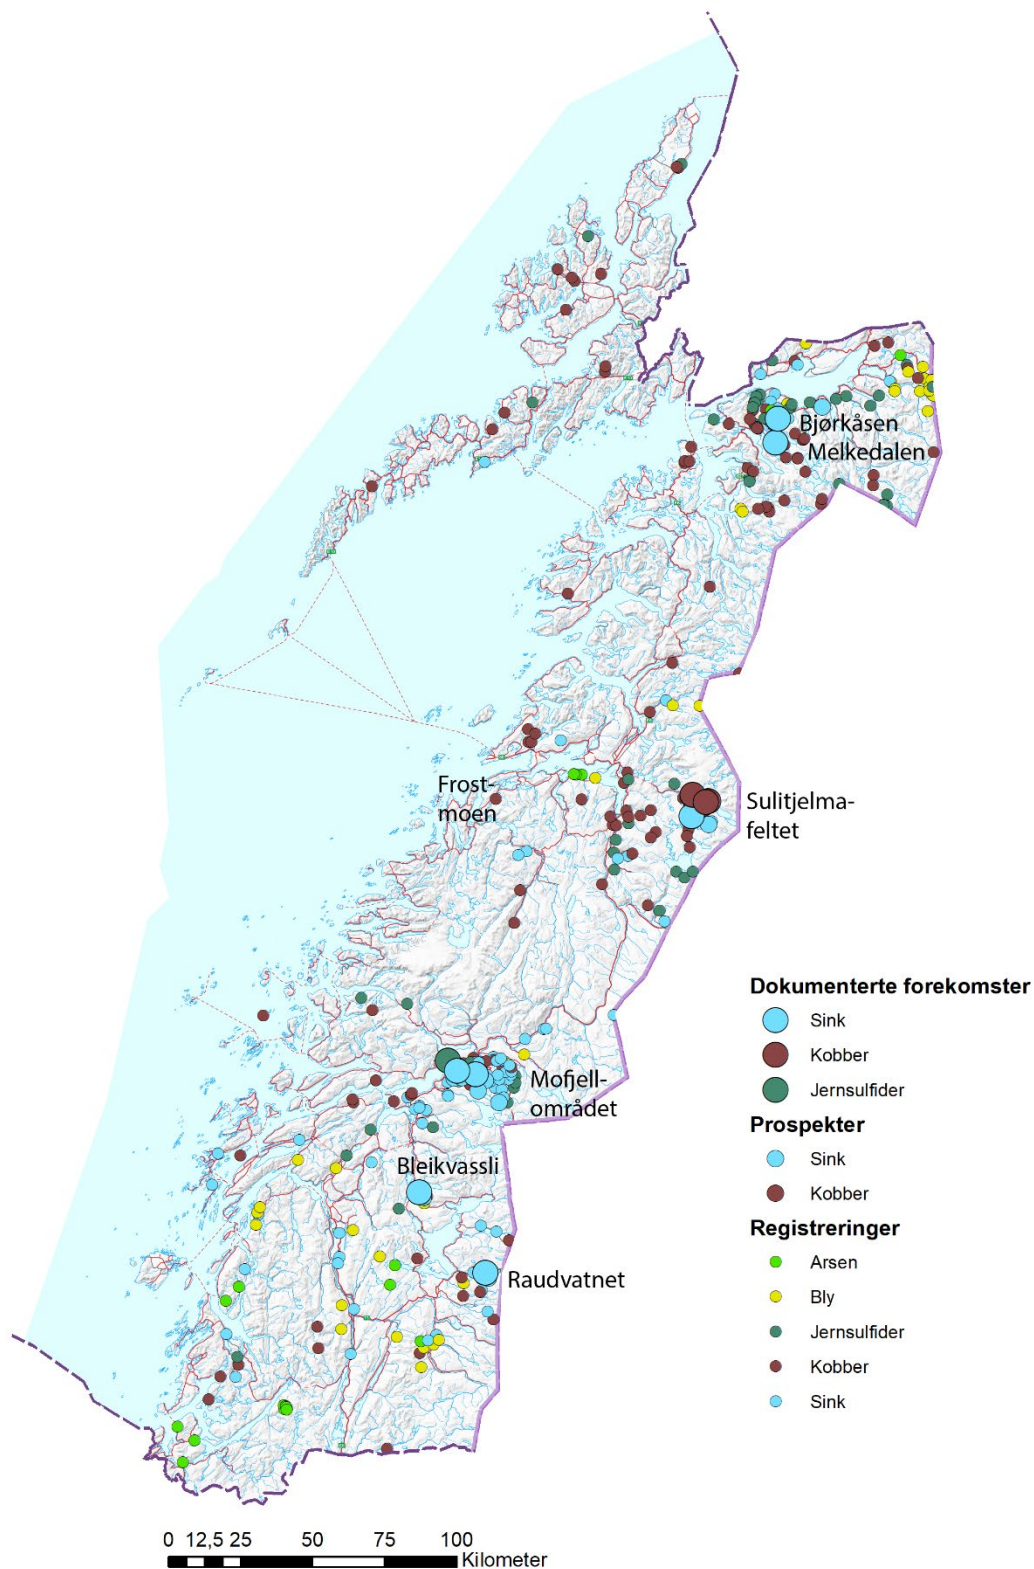 Bjørkåsen
Melkedalen
Frost-
moen
Sulitjelma-
feltet
Mofjell-
området
Bleikvassli
Raudvatnet
Dokumenterte forekomster
Sink
Kobber
Jernsulfider
Prospekter
Sink
Kobber
Registreringer
Arsen
Bly
Jernsulfider
Kobber
Sink
0 12,5 25 50 75 100
Kilometer